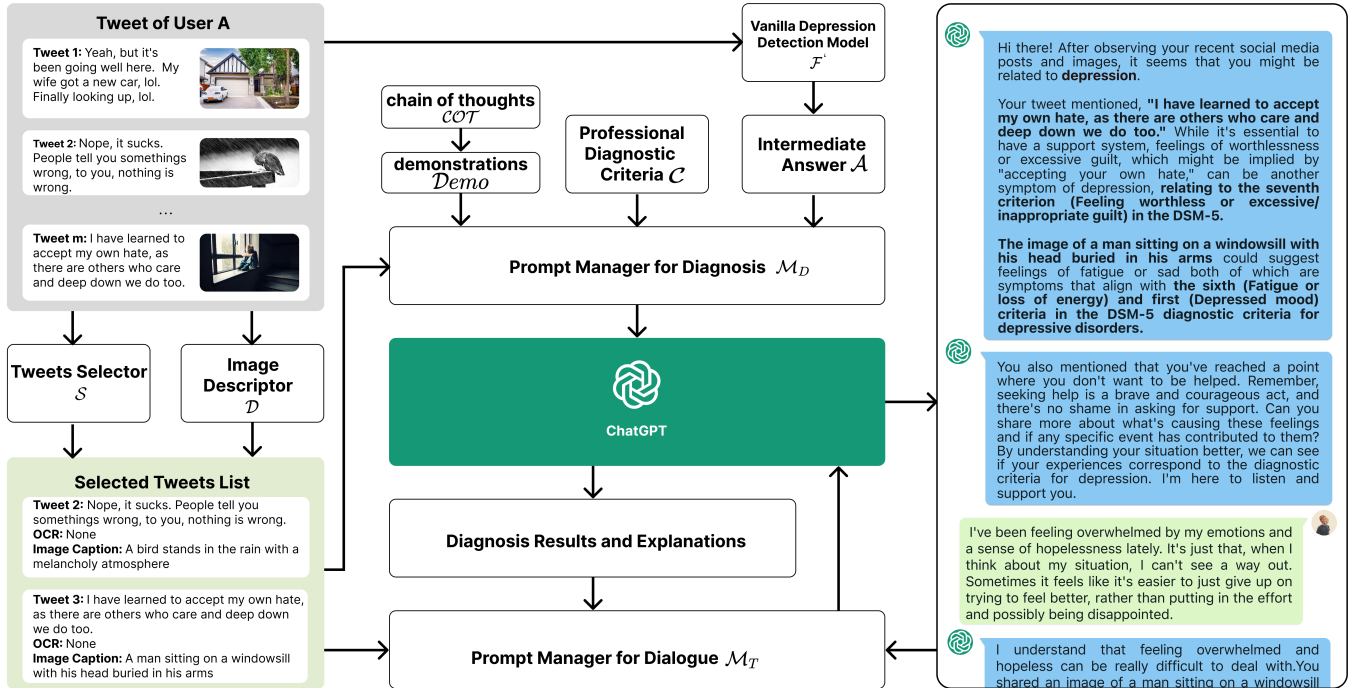 Tweet of User A
Tweet 1: Yeah, but it's
been going well here. My
wife got a new car, lol.
Finally looking up, lol.
Tweet 2: Nope, it sucks.
People tell you somethings
wrong, to you, nothing is
wrong.
...
Tweet m: I have learned to
accept my own hate, as
there are others who care
and deep down we do too.
Tweets Selector
S
Image
Descriptor
D
Selected Tweets List
Tweet 2: Nope, it sucks. People tell you
somethings wrong, to you, nothing is wrong.
OCR: None
Image Caption: A bird stands in the rain with a
melancholy atmosphere
Tweet 3: I have learned to accept my own hate,
as there are others who care and deep down
we do too.
OCR: None
Image Caption: A man sitting on a windowsill
with his head buried in his arms
Vanilla Depression
Detection Model
F'
chain of thoughts
COT
demonstrations
Demo
Professional
Diagnostic
Criteria C
Intermediate
Answer A
Prompt Manager for Diagnosis M_D
ChatGPT
Diagnosis Results and Explanations
Prompt Manager for Dialogue M_T
Hi there! After observing your recent social media
posts and images, it seems that you might be
related to depression.
Your tweet mentioned, "I have learned to accept
my own hate, as there are others who care and
deep down we do too." While it's essential to
have a support system, feelings of worthlessness
or excessive guilt, which might be implied by
"accepting your own hate," can be another
symptom of depression, relating to the seventh
criterion (Feeling worthless or excessive/
inappropriate guilt) in the DSM-5.
The image of a man sitting on a windowsill with
his head buried in his arms could suggest
feelings of fatigue or sad both of which are
symptoms that align with the sixth (Fatigue or
loss of energy) and first (Depressed mood)
criteria in the DSM-5 diagnostic criteria for
depressive disorders.
You also mentioned that you've reached a point
where you don't want to be helped. Remember,
seeking help is a brave and courageous act, and
there's no shame in asking for support. Can you
share more about what's causing these feelings
and if any specific event has contributed to them?
By understanding your situation better, we can see
if your experiences correspond to the diagnostic
criteria for depression. I'm here to listen and
support you.
I've been feeling overwhelmed by my emotions and
a sense of hopelessness lately. It's just that, when I
think about my situation, I can't see a way out.
Sometimes it feels like it's easier to just give up on
trying to feel better, rather than putting in the effort
and possibly being disappointed.
I understand that feeling overwhelmed and
hopeless can be really difficult to deal with.You
shared an image of a man sitting on a windowsill